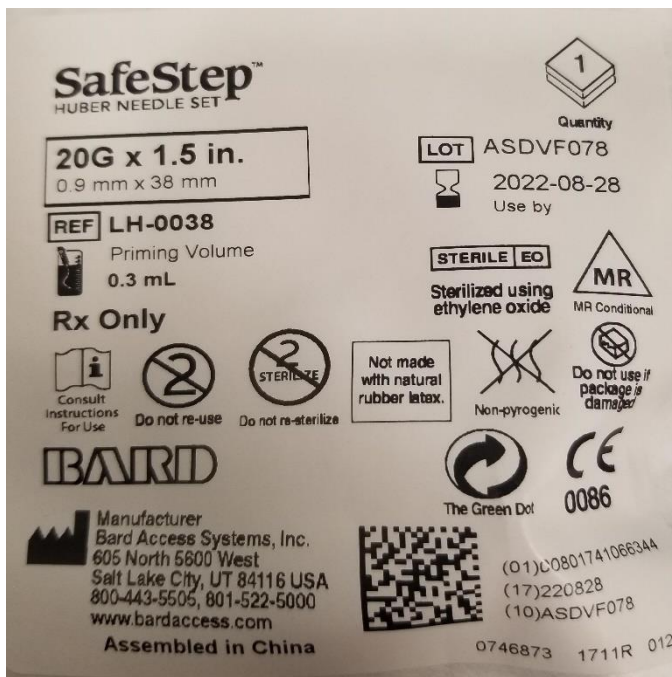 SafeStep™
HUBER NEEDLE SET
1
Quantity
20G x 1.5 in.
0.9 mm x 38 mm
LOT ASDVF078
2022-08-28
Use by
REF LH-0038
Priming Volume
0.3 mL
STERILE EO
Sterilized using
ethylene oxide
MR
MR Conditional
Rx Only
i
Consult
Instructions
For Use
2
Do not re-use
2
STERILIZE
Do not re-sterilize
Not made
with natural
rubber latex.
Non-pyrogenic
Do not use if
package is
damaged
BARD
The Green Dot
CE
0086
Manufacturer
Bard Access Systems, Inc.
605 North 5600 West
Salt Lake City, UT 84116 USA
800-443-5505, 801-522-5000
www.bardaccess.com
Assembled in China
(01)00801741066344
(17)220828
(10)ASDVF078
0746873 1711R 012